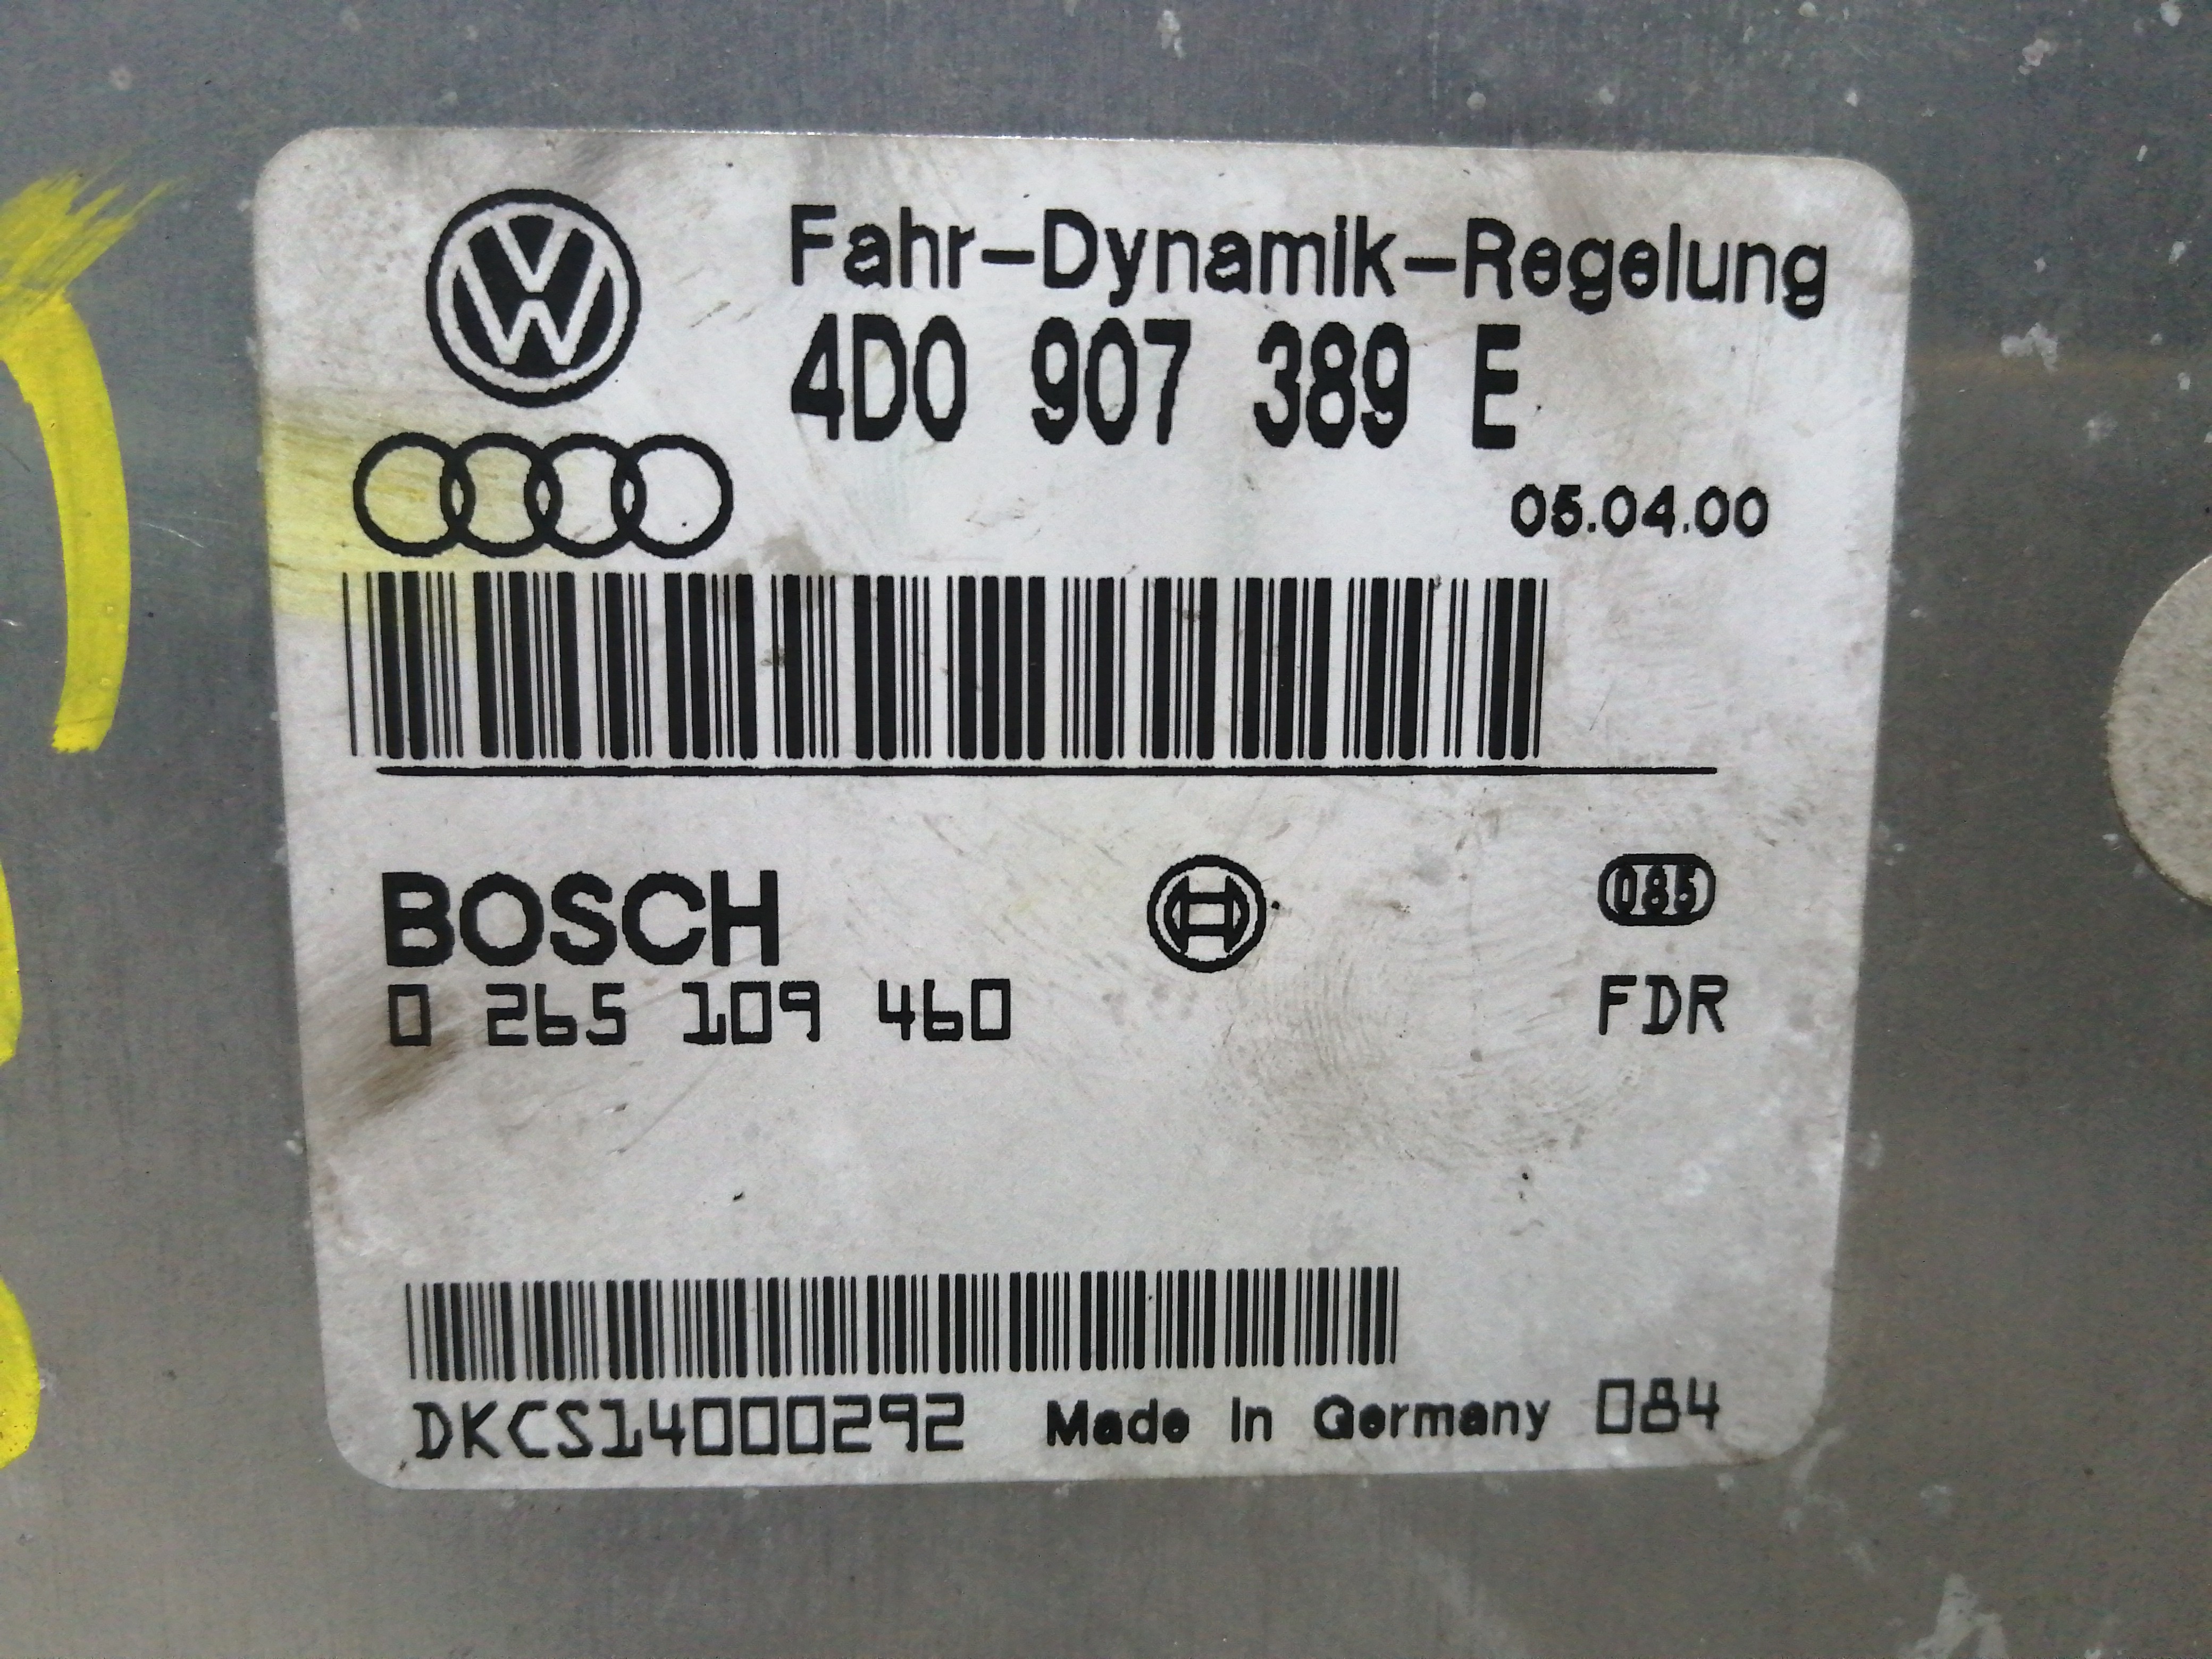 Fahr-Dynamik-Regelung
4D0 907 389 E
05.04.00
BOSCH
085
0 265 109 460
FDR
DKCS14000292 Made In Germany 084